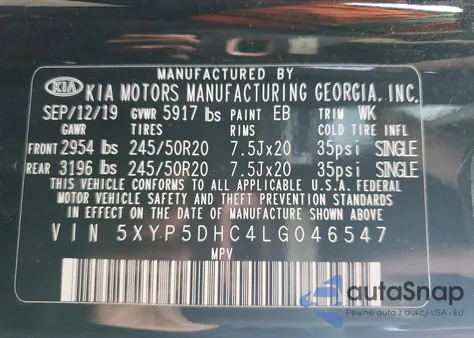 MANUFACTURED BY
KIA KIA MOTORS MANUFACTURING GEORGIA, INC.
SEP/12/19 GVWR 5917 lbs PAINT EB TRIM WK
GAWR TIRES RIMS COLD TIRE INFL
FRONT 2954 lbs 245/50R20 7.5Jx20 35psi SINGLE
REAR 3196 lbs 245/50R20 7.5Jx20 35psi SINGLE
THIS VEHICLE CONFORMS TO ALL APPLICABLE U.S.A. FEDERAL
MOTOR VEHICLE SAFETY AND THEFT PREVENTION STANDARDS
IN EFFECT ON THE DATE OF MANUFACTURE SHOWN ABOVE.
VIN 5XYP5DHC4LG046547
MPV
autoSnap
Pewne auta z aukcji USA i EU